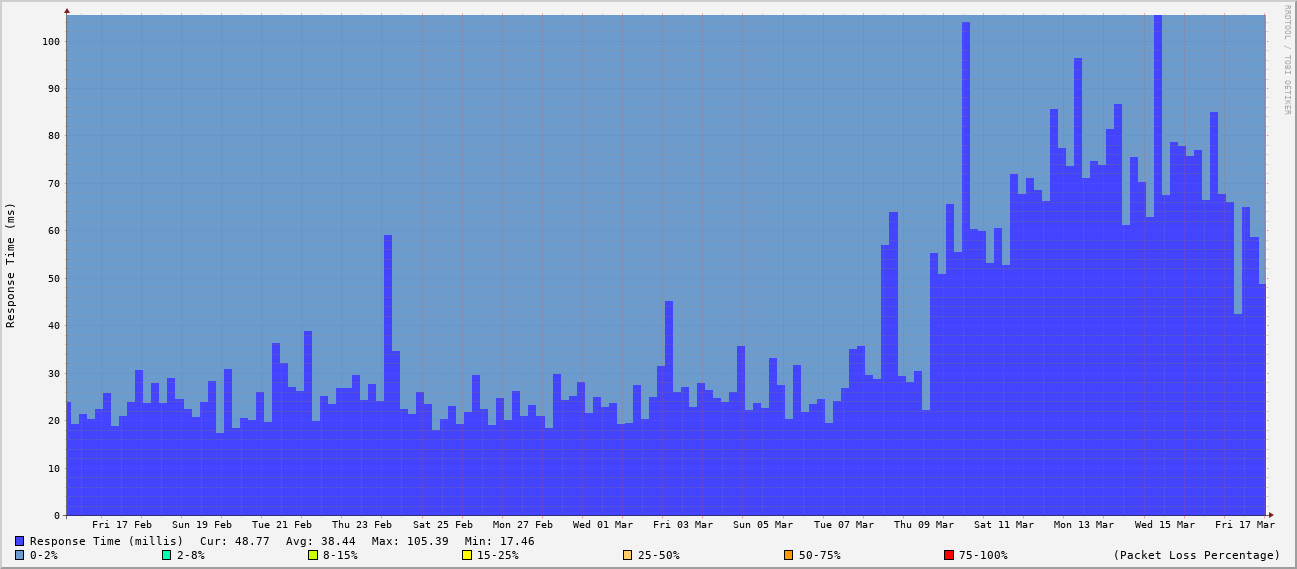 RRDTOOL / TOBI OETIKER
Response Time (ms)
100
90
80
70
60
50
40
30
20
10
0
Fri 17 Feb Sun 19 Feb Tue 21 Feb Thu 23 Feb Sat 25 Feb Mon 27 Feb Wed 01 Mar Fri 03 Mar Sun 05 Mar Tue 07 Mar Thu 09 Mar Sat 11 Mar Mon 13 Mar Wed 15 Mar Fri 17 Mar
Response Time (millis) Cur: 48.77 Avg: 38.44 Max: 105.39 Min: 17.46
0-2% 2-8% 8-15% 15-25% 25-50% 50-75% 75-100% (Packet Loss Percentage)